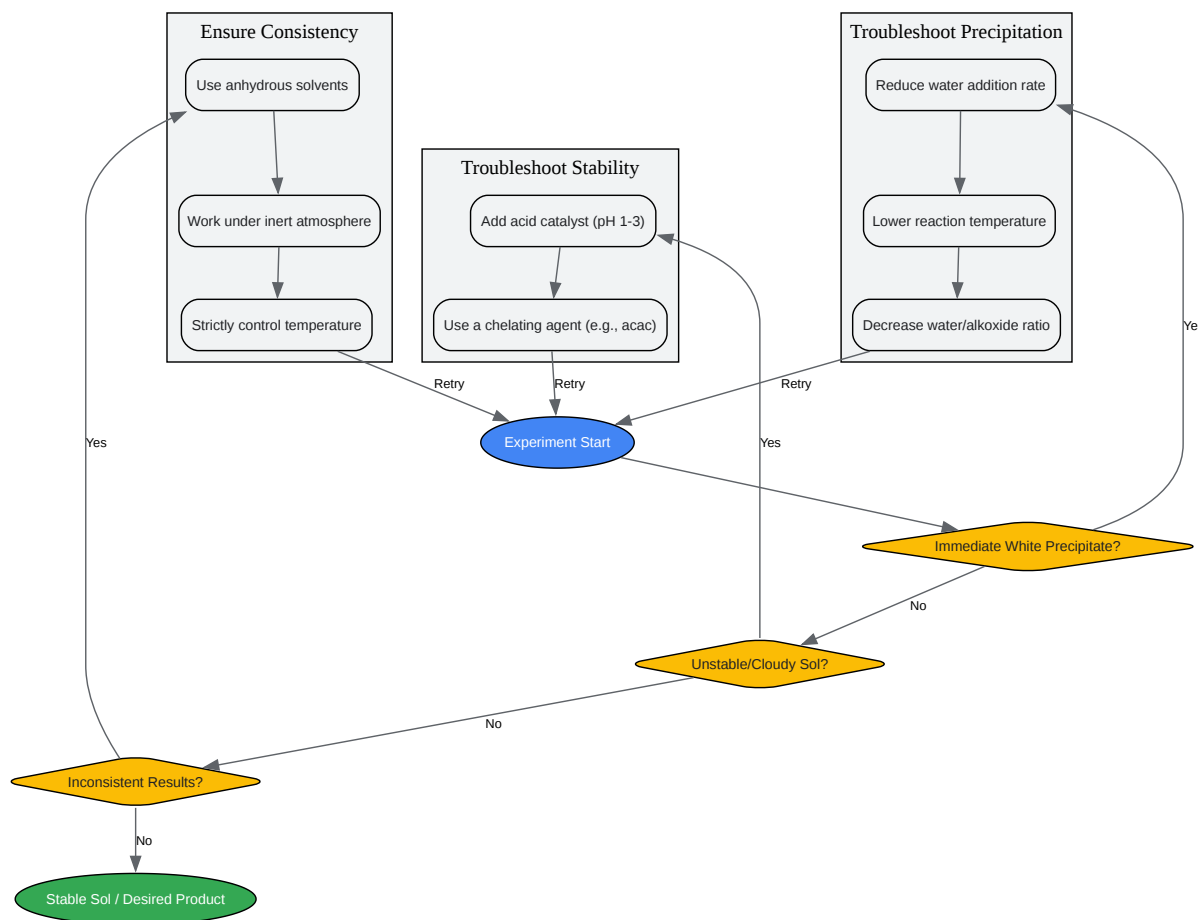 Ensure Consistency
Use anhydrous solvents
Work under inert atmosphere
Strictly control temperature
Troubleshoot Stability
Add acid catalyst (pH 1-3)
Use a chelating agent (e.g., acac)
Troubleshoot Precipitation
Reduce water addition rate
Lower reaction temperature
Decrease water/alkoxide ratio
Retry
Retry
Retry
Experiment Start
Yes
Yes
Ye
Immediate White Precipitate?
No
Unstable/Cloudy Sol?
No
Inconsistent Results?
No
Stable Sol / Desired Product